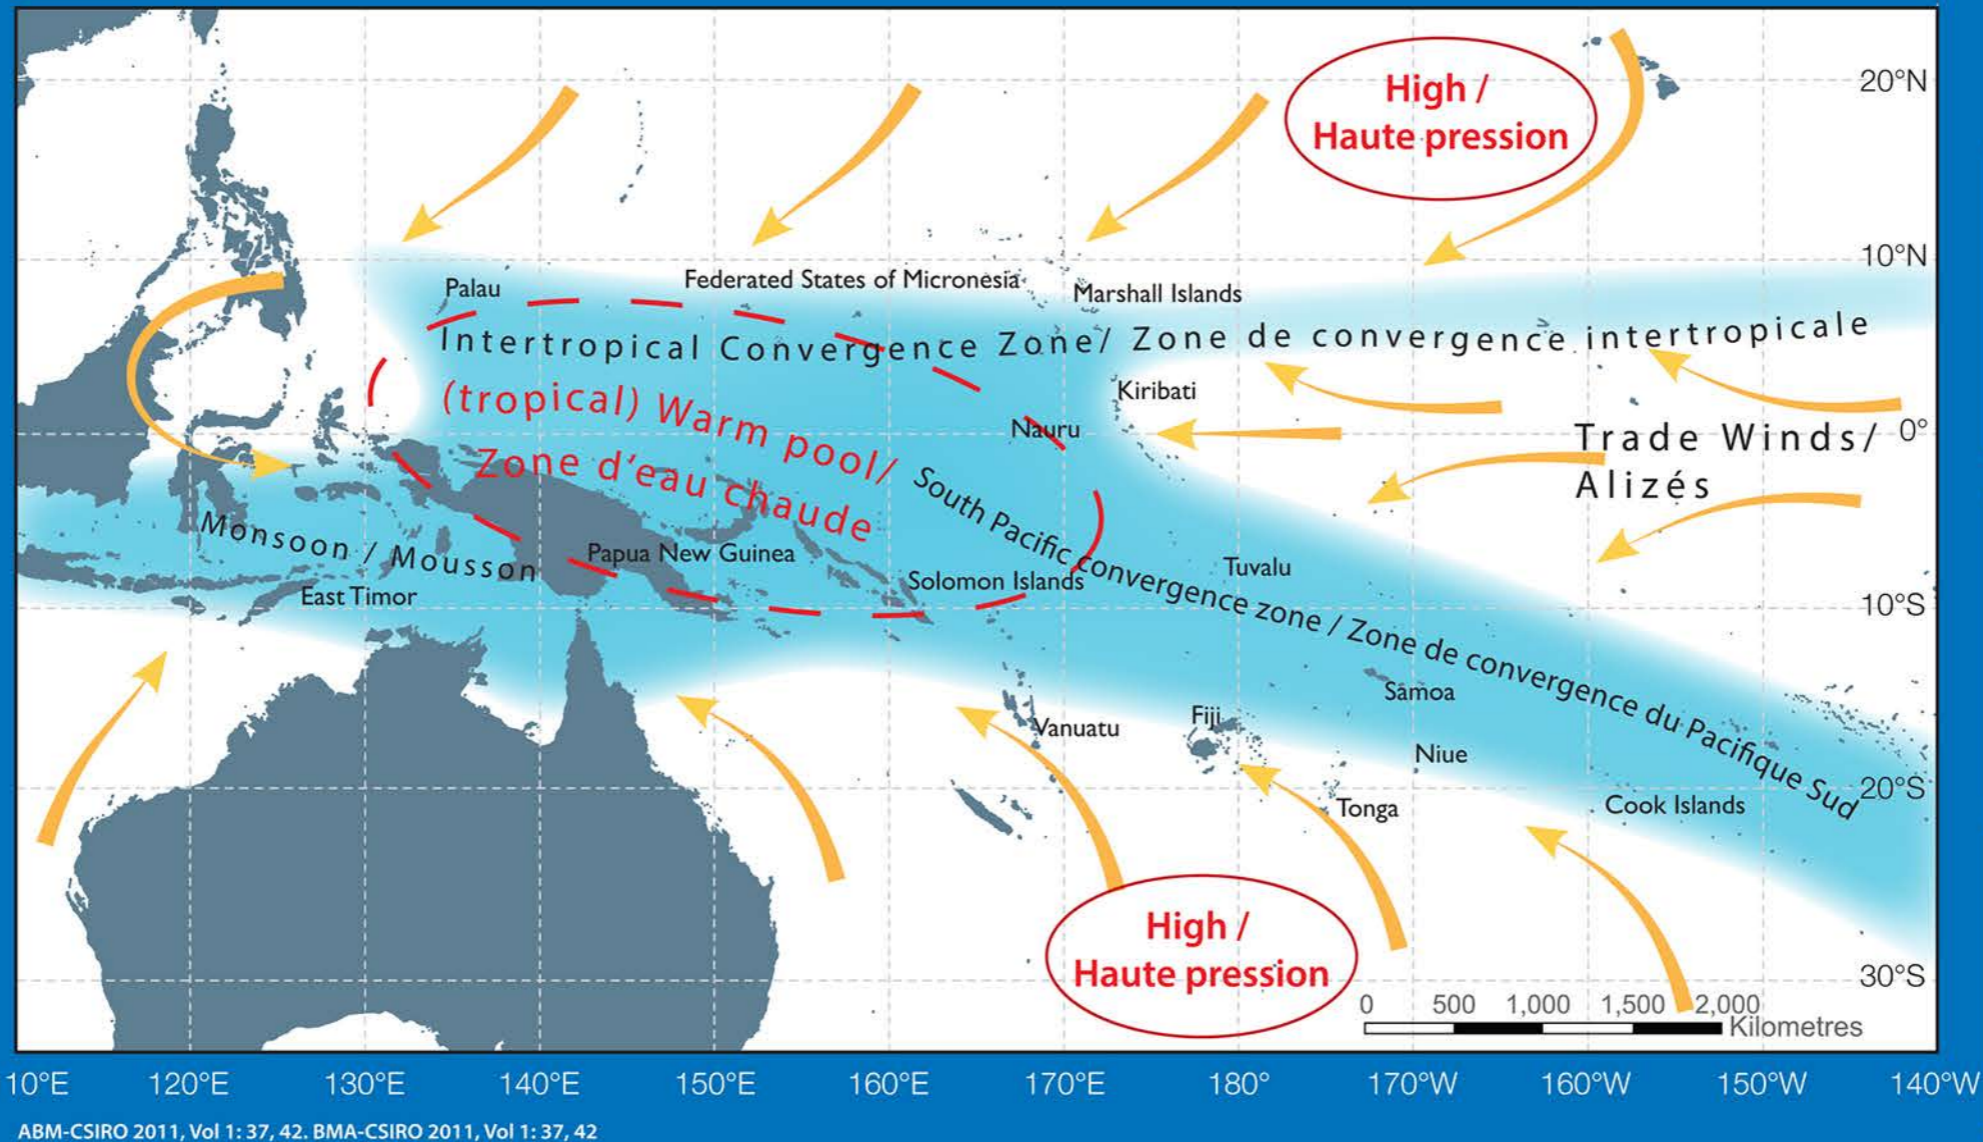 High /
Haute pression
20°N
10°N
Palau
Federated States of Micronesia
Marshall Islands
Intertropical Convergence Zone/ Zone de convergence intertropicale
(tropical) Warm pool/
Zone d'eau chaude
Kiribati
Nauru
Trade Winds/
Alizés
0°
South Pacific convergence zone / Zone de convergence du Pacifique Sud
Monsoon / Mousson
Papua New Guinea
East Timor
Solomon Islands
Tuvalu
10°S
Samoa
Vanuatu
Fiji
Niue
Tonga
Cook Islands
20°S
High /
Haute pression
30°S
0 500 1,000 1,500 2,000
Kilometres
10°E 120°E 130°E 140°E 150°E 160°E 170°E 180° 170°W 160°W 150°W 140°W
ABM-CSIRO 2011, Vol 1: 37, 42. BMA-CSIRO 2011, Vol 1: 37, 42